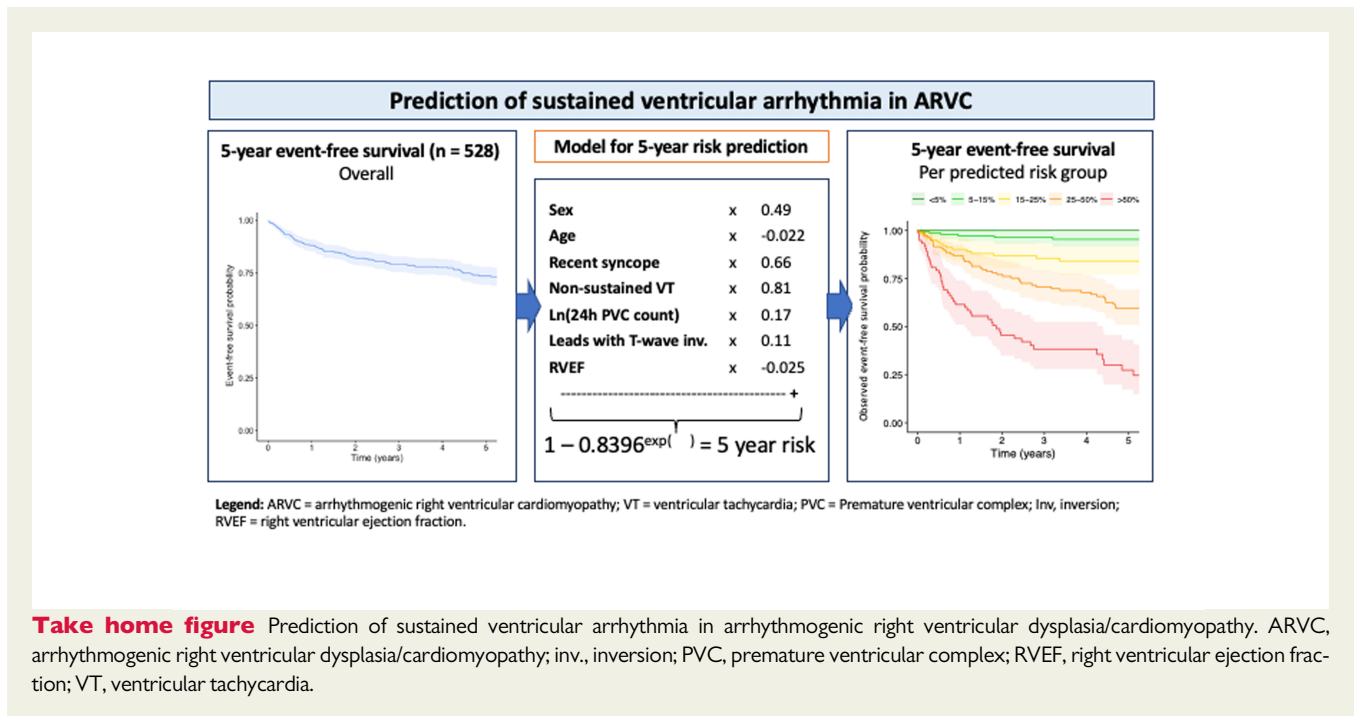 Prediction of sustained ventricular arrhythmia in ARVC
5-year event-free survival (n = 528)
Overall
Event-free survival probability
1.00
0.75
0.50
0.25
0.00
0 1 2 3 4 5
Time (years)
Model for 5-year risk prediction
Sex x 0.49
Age x -0.022
Recent syncope x 0.66
Non-sustained VT x 0.81
Ln(24h PVC count) x 0.17
Leads with T-wave inv. x 0.11
RVEF x -0.025
--------------------------------------------- +
1 – 0.8396exp( ) = 5 year risk
5-year event-free survival
Per predicted risk group
<5% 5–15% 15–25% 25–50% >50%
Observed event-free survival probability
1.00
0.75
0.50
0.25
0.00
0 1 2 3 4 5
Time (years)
Legend: ARVC = arrhythmogenic right ventricular cardiomyopathy; VT = ventricular tachycardia; PVC = Premature ventricular complex; Inv, inversion;
RVEF = right ventricular ejection fraction.
Take home figure Prediction of sustained ventricular arrhythmia in arrhythmogenic right ventricular dysplasia/cardiomyopathy. ARVC,
arrhythmogenic right ventricular dysplasia/cardiomyopathy; inv., inversion; PVC, premature ventricular complex; RVEF, right ventricular ejection frac-
tion; VT, ventricular tachycardia.